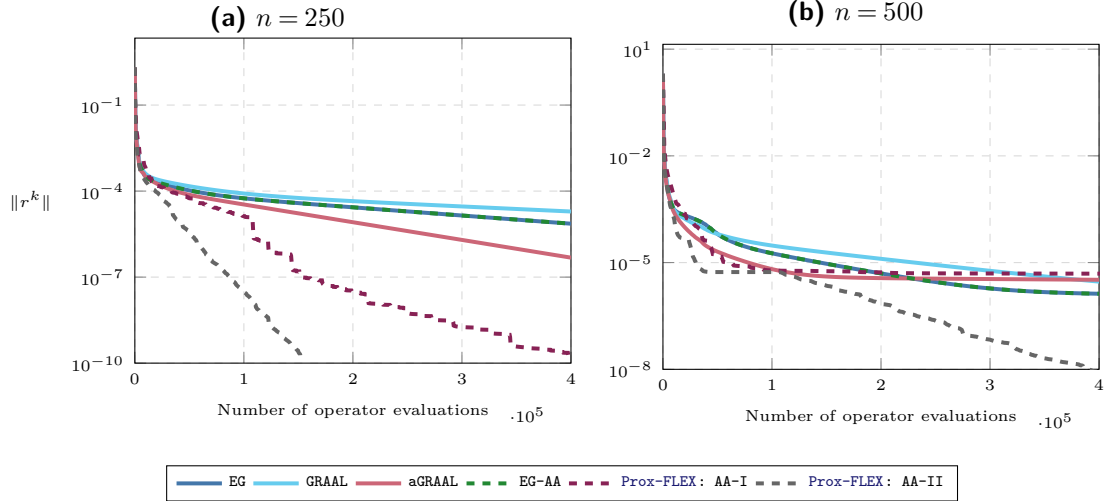 (a) n = 250
(b) n = 500
‖r^k‖
10^−1
10^−4
10^−7
10^−10
0 1 2 3 4
Number of operator evaluations ·10^5
10^1
10^−2
10^−5
10^−8
0 1 2 3 4
Number of operator evaluations ·10^5
EG GRAAL aGRAAL EG-AA Prox-FLEX: AA-I Prox-FLEX: AA-II